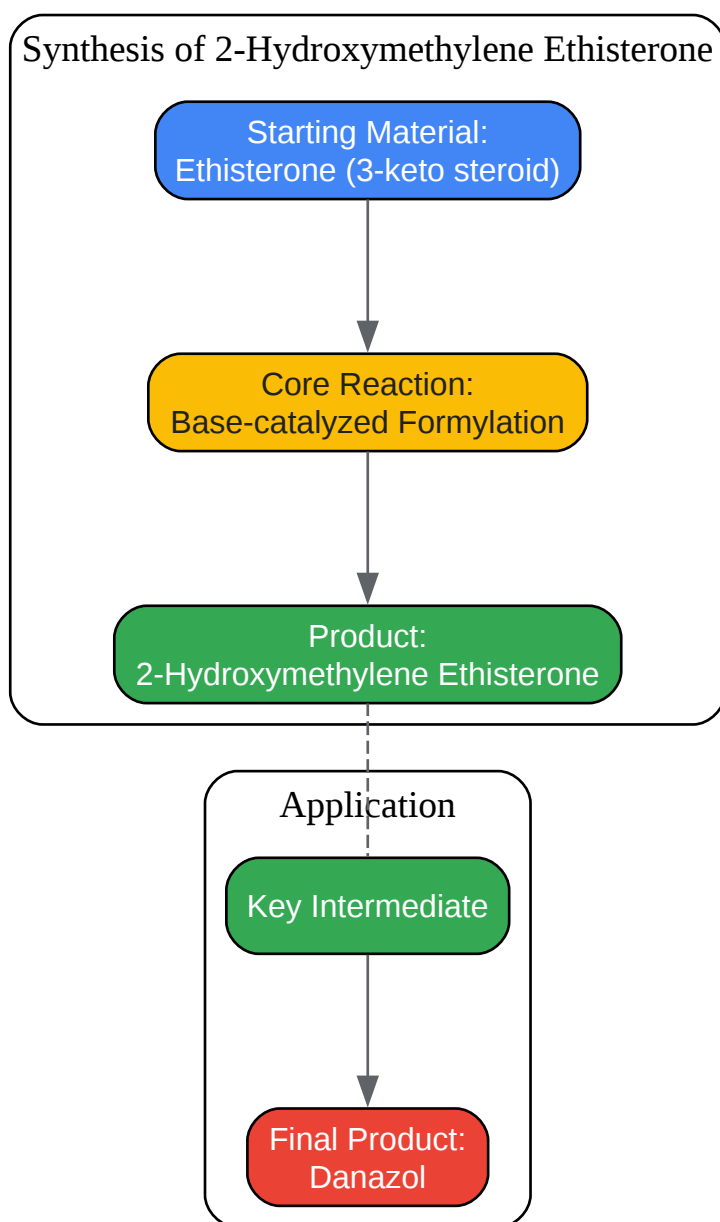 Synthesis of 2-Hydroxymethylene Ethisterone
Starting Material:
Ethisterone (3-keto steroid)
Core Reaction:
Base-catalyzed Formylation
Product:
2-Hydroxymethylene Ethisterone
Application
Key Intermediate
Final Product:
Danazol